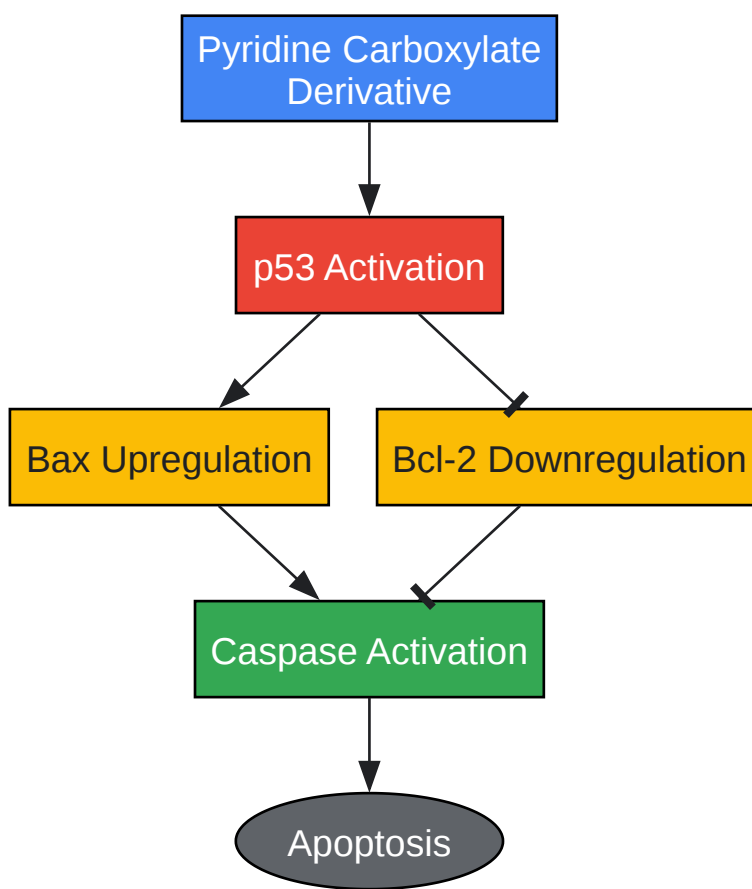 Pyridine Carboxylate
Derivative
p53 Activation
Bax Upregulation
Bcl-2 Downregulation
Caspase Activation
Apoptosis